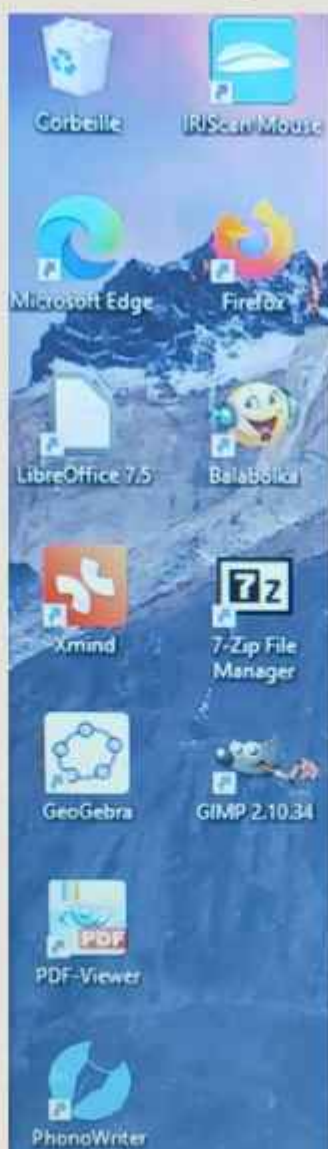 Corbeille
IRIScan Mouse
Microsoft Edge
Firefox
LibreOffice 7.5
Balabolka
Xmind
7z
7-Zip File
Manager
GeoGebra
GIMP 2.10.34
PDF
PDF-Viewer
PhonoWriter